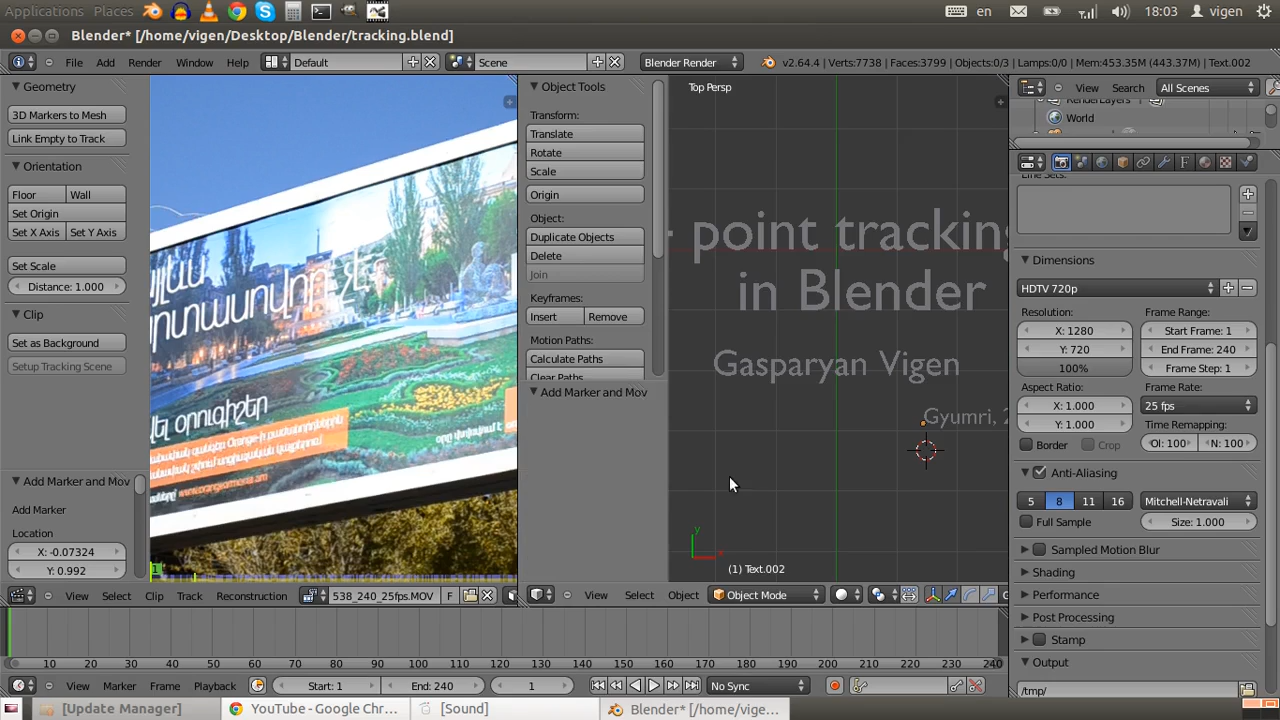 Applications Places
en
18:03
vigen
Blender* [/home/vigen/Desktop/Blender/tracking.blend]
File Add Render Window Help
Default
Scene
Blender Render
v2.64.4 | Verts:7738 | Faces:3799 | Objects:0/3 | Lamps:0/0 | Mem:453.35M (443.37M) | Text.002
Geometry
3D Markers to Mesh
Link Empty to Track
Orientation
Floor Wall
Set Origin
Set X Axis Set Y Axis
Set Scale
Distance: 1.000
Clip
Set as Background
Setup Tracking Scene
Add Marker and Mov
Add Marker
Location
X: -0.07324
Y: 0.992
1
www.orangearmenia.am
Object Tools
Transform:
Translate
Rotate
Scale
Origin
Object:
Duplicate Objects
Delete
Join
Keyframes:
Insert Remove
Motion Paths:
Calculate Paths
Clear Paths
Add Marker and Mov
Top Persp
- point tracking
in Blender
Gasparyan Vigen
Gyumri, 2
y
x
(1) Text.002
View Search All Scenes
RenderLayers
World
Line Sets:
Dimensions
HDTV 720p
Resolution: Frame Range:
X: 1280 Start Frame: 1
Y: 720 End Frame: 240
100% Frame Step: 1
Aspect Ratio: Frame Rate:
X: 1.000 25 fps
Y: 1.000 Time Remapping:
Border Crop Ol: 100 N: 100
Anti-Aliasing
5 8 11 16 Mitchell-Netravali
Full Sample Size: 1.000
Sampled Motion Blur
Shading
Performance
Post Processing
Stamp
Output
/tmp/
View Select Clip Track Reconstruction 538_240_25fps.MOV F
View Select Object Object Mode G
10 20 30 40 50 60 70 80 90 100 110 120 130 140 150 160 170 180 190 200 210 220 230 240
View Marker Frame Playback Start: 1 End: 240 1 No Sync
[Update Manager] YouTube - Google Chr... [Sound] Blender* [/home/vige...